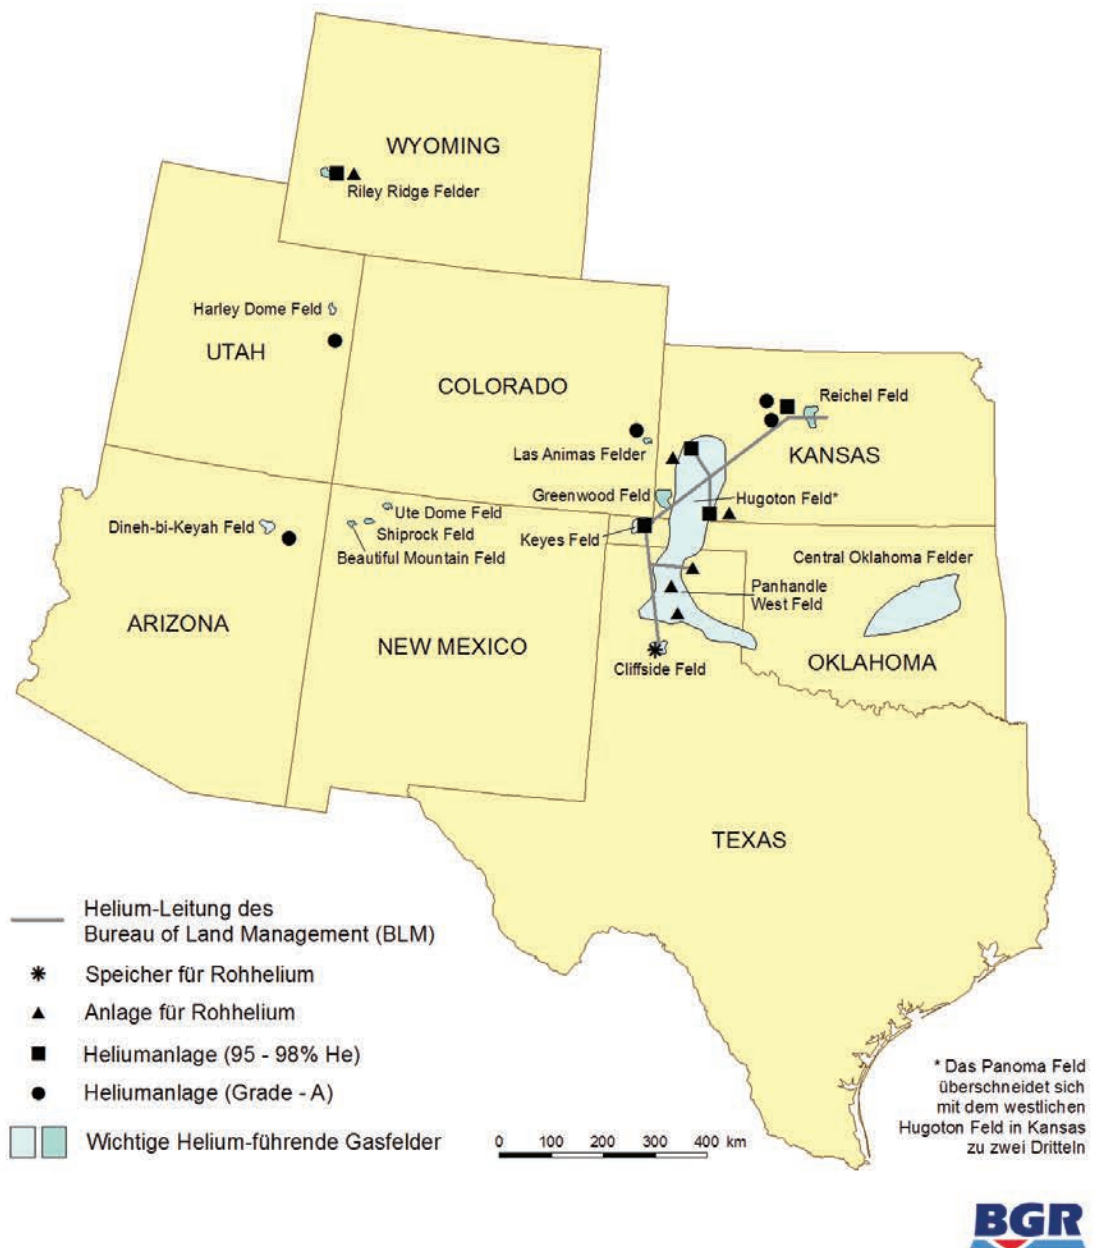 WYOMING
Riley Ridge Felder
Harley Dome Feld
UTAH
COLORADO
Reichel Feld
Las Animas Felder
KANSAS
Greenwood Feld
Hugoton Feld*
Dineh-bi-Keyah Feld
Ute Dome Feld
Shiprock Feld
Beautiful Mountain Feld
Keyes Feld
Central Oklahoma Felder
Panhandle
West Feld
ARIZONA
NEW MEXICO
Cliffside Feld
OKLAHOMA
TEXAS
Helium-Leitung des
Bureau of Land Management (BLM)
Speicher für Rohhelium
Anlage für Rohhelium
Heliumanlage (95 - 98% He)
Heliumanlage (Grade - A)
Wichtige Helium-führende Gasfelder
0 100 200 300 400 km
* Das Panoma Feld
überschneidet sich
mit dem westlichen
Hugoton Feld in Kansas
zu zwei Dritteln
BGR